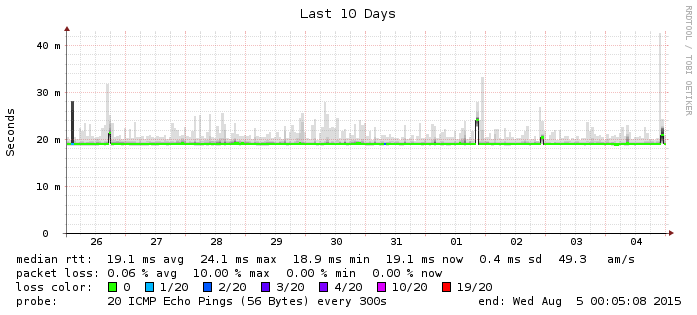 Last 10 Days
RRDTOOL / TOBI OETIKER
Seconds
40 m
30 m
20 m
10 m
0
26 27 28 29 30 31 01 02 03 04
median rtt: 19.1 ms avg 24.1 ms max 18.9 ms min 19.1 ms now 0.4 ms sd 49.3 am/s
packet loss: 0.06 % avg 10.00 % max 0.00 % min 0.00 % now
loss color: 0 1/20 2/20 3/20 4/20 10/20 19/20
probe: 20 ICMP Echo Pings (56 Bytes) every 300s end: Wed Aug 5 00:05:08 2015